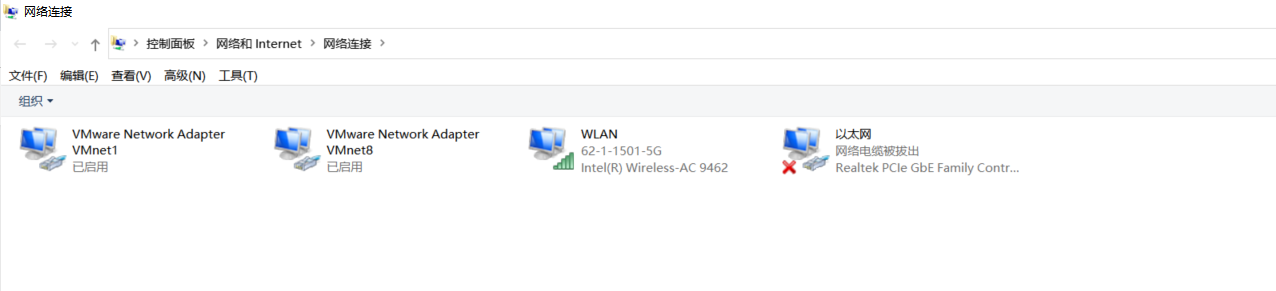 网络连接
控制面板 > 网络和 Internet > 网络连接 >
文件(F) 编辑(E) 查看(V) 高级(N) 工具(T)
组织
VMware Network Adapter
VMnet1
已启用
VMware Network Adapter
VMnet8
已启用
WLAN
62-1-1501-5G
Intel(R) Wireless-AC 9462
以太网
网络电缆被拔出
Realtek PCIe GbE Family Contr...